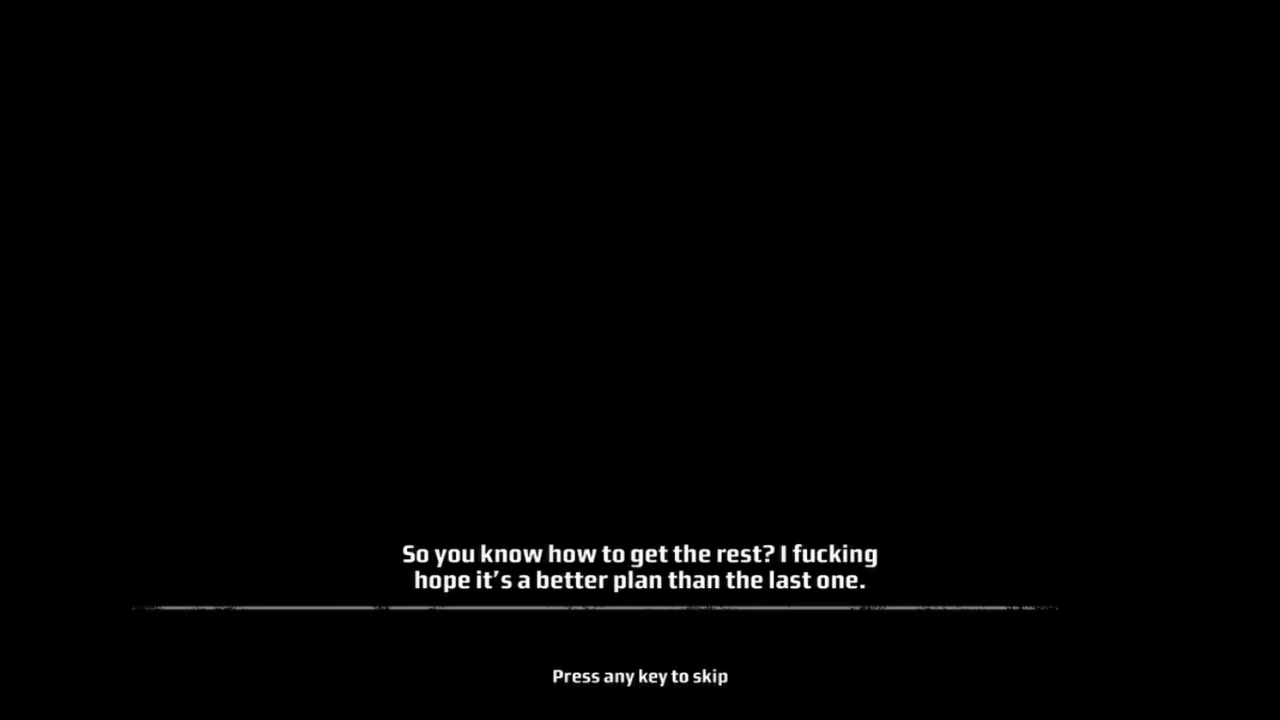 So you know how to get the rest? I fucking
hope it’s a better plan than the last one.
Press any key to skip